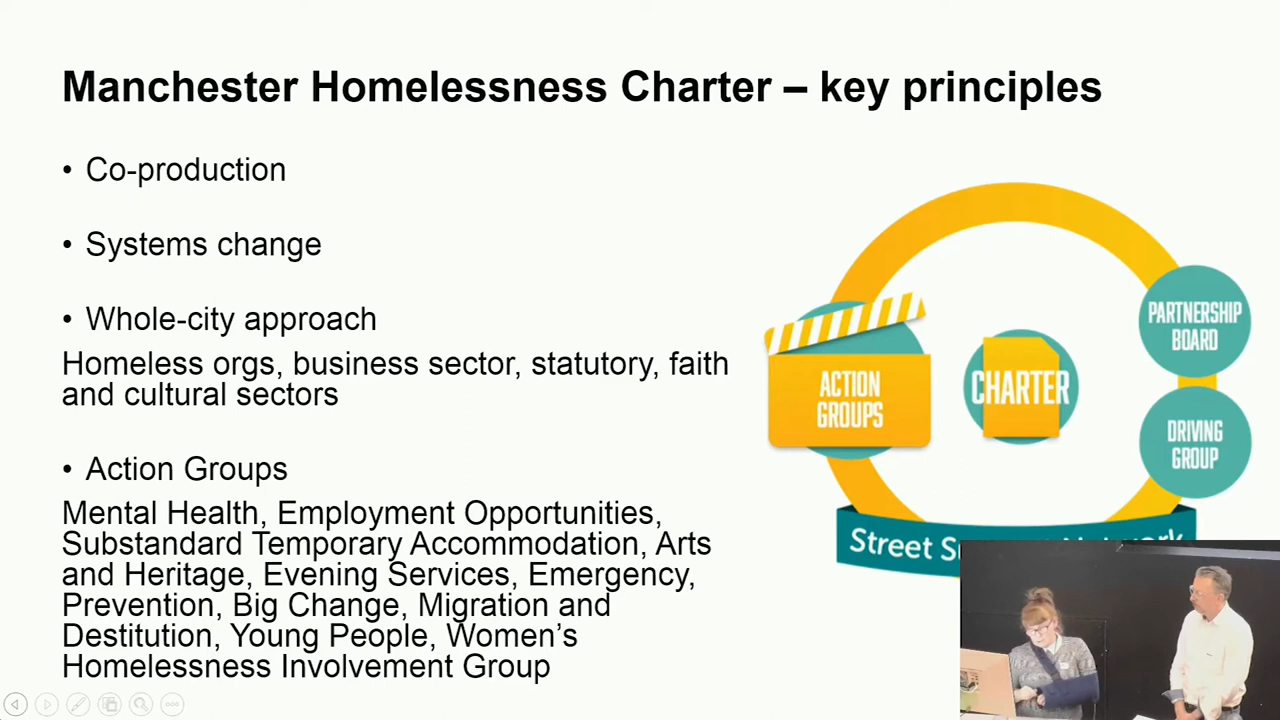 Manchester Homelessness Charter – key principles
• Co-production
• Systems change
• Whole-city approach
Homeless orgs, business sector, statutory, faith
and cultural sectors
• Action Groups
Mental Health, Employment Opportunities,
Substandard Temporary Accommodation, Arts
and Heritage, Evening Services, Emergency,
Prevention, Big Change, Migration and
Destitution, Young People, Women's
Homelessness Involvement Group
ACTION
GROUPS
CHARTER
PARTNERSHIP
BOARD
DRIVING
GROUP
Street